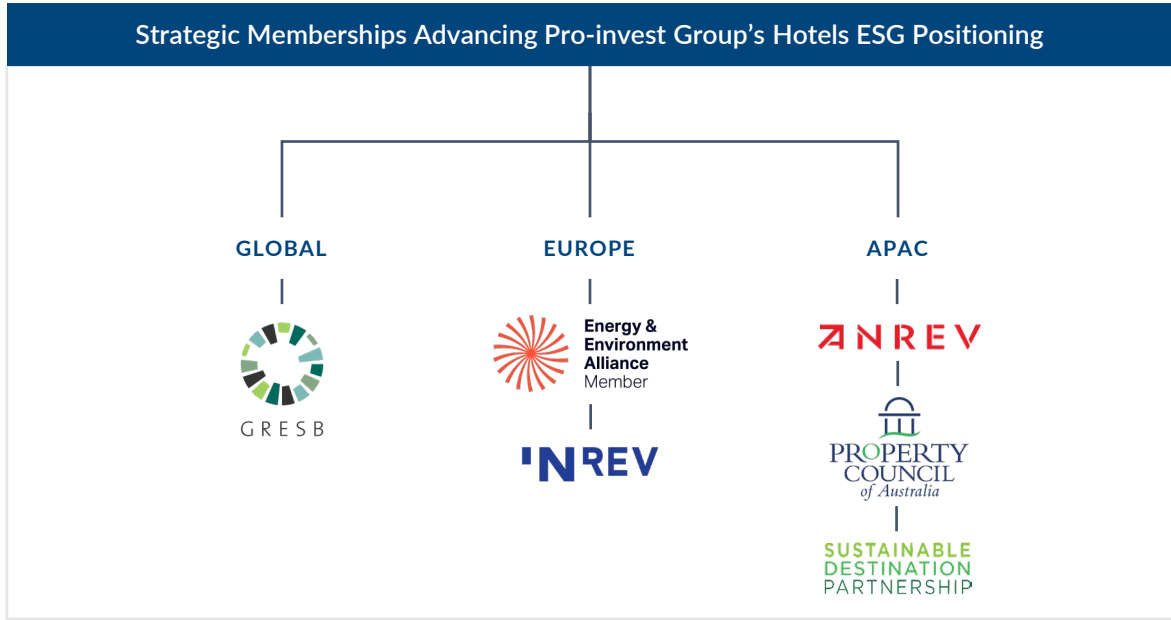 Strategic Memberships Advancing Pro-invest Group’s Hotels ESG Positioning
GLOBAL
GRESB
EUROPE
Energy &
Environment
Alliance
Member
INREV
APAC
ANREV
PROPERTY
COUNCIL
of Australia
SUSTAINABLE
DESTINATION
PARTNERSHIP